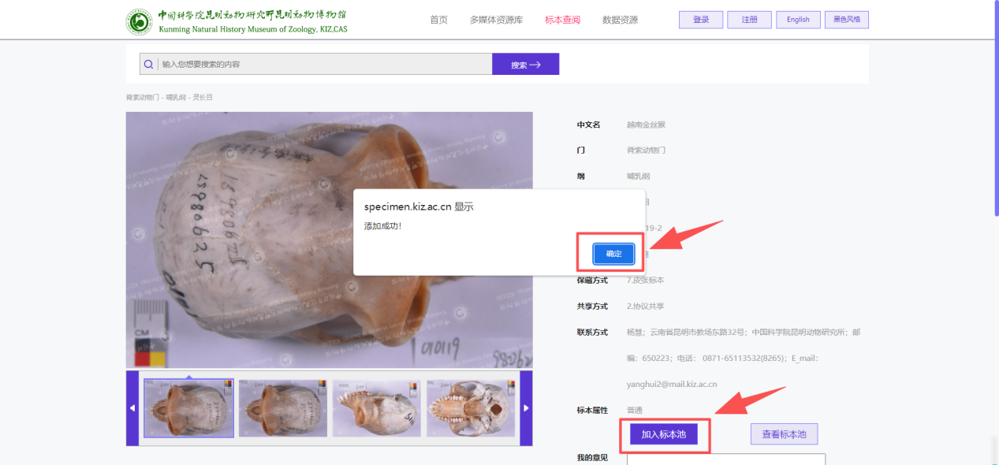 中国科学院昆明动物研究所昆明动物博物馆
Kunming Natural History Museum of Zoology, KIZ,CAS
首页 多媒体资源库 标本查阅 数据资源
登录 注册 English 黑色风格
输入您想要搜索的内容
搜索
脊索动物门 - 哺乳纲 - 灵长目
中文名 越南金丝猴
门 脊索动物门
纲 哺乳纲
目
19-2
specimen.kiz.ac.cn 显示
添加成功!
确定
保藏方式 7.皮张标本
共享方式 2.协议共享
联系方式 杨慧；云南省昆明市教场东路32号；中国科学院昆明动物研究所；邮
编：650223；电话： 0871-65113532(8265)；E_mail：
yanghui2@mail.kiz.ac.cn
标本属性 普通
加入标本池 查看标本池
我的意见
010119
CM